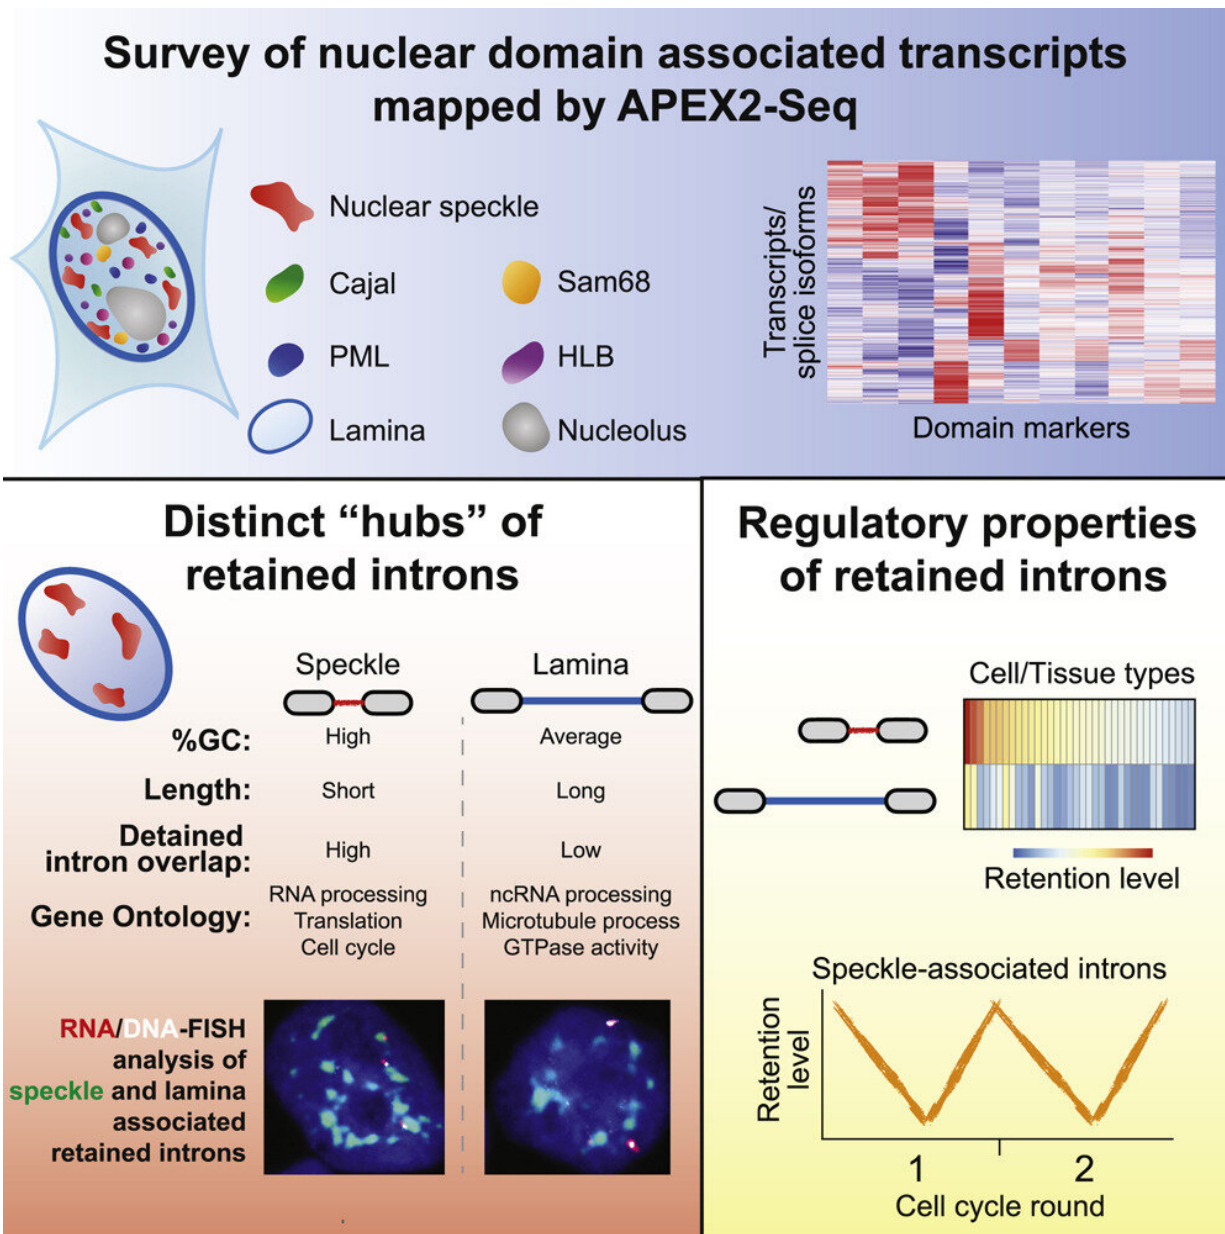 Survey of nuclear domain associated transcripts
mapped by APEX2-Seq
Nuclear speckle
Cajal
Sam68
PML
HLB
Lamina
Nucleolus
Transcripts/
splice isoforms
Domain markers
Distinct “hubs” of
retained introns
Speckle
Lamina
%GC:
High
Average
Length:
Short
Long
Detained
intron overlap:
High
Low
Gene Ontology:
RNA processing
Translation
Cell cycle
ncRNA processing
Microtubule process
GTPase activity
RNA/DNA-FISH
analysis of
speckle and lamina
associated
retained introns
Regulatory properties
of retained introns
Cell/Tissue types
Retention level
Speckle-associated introns
Retention
level
1
2
Cell cycle round